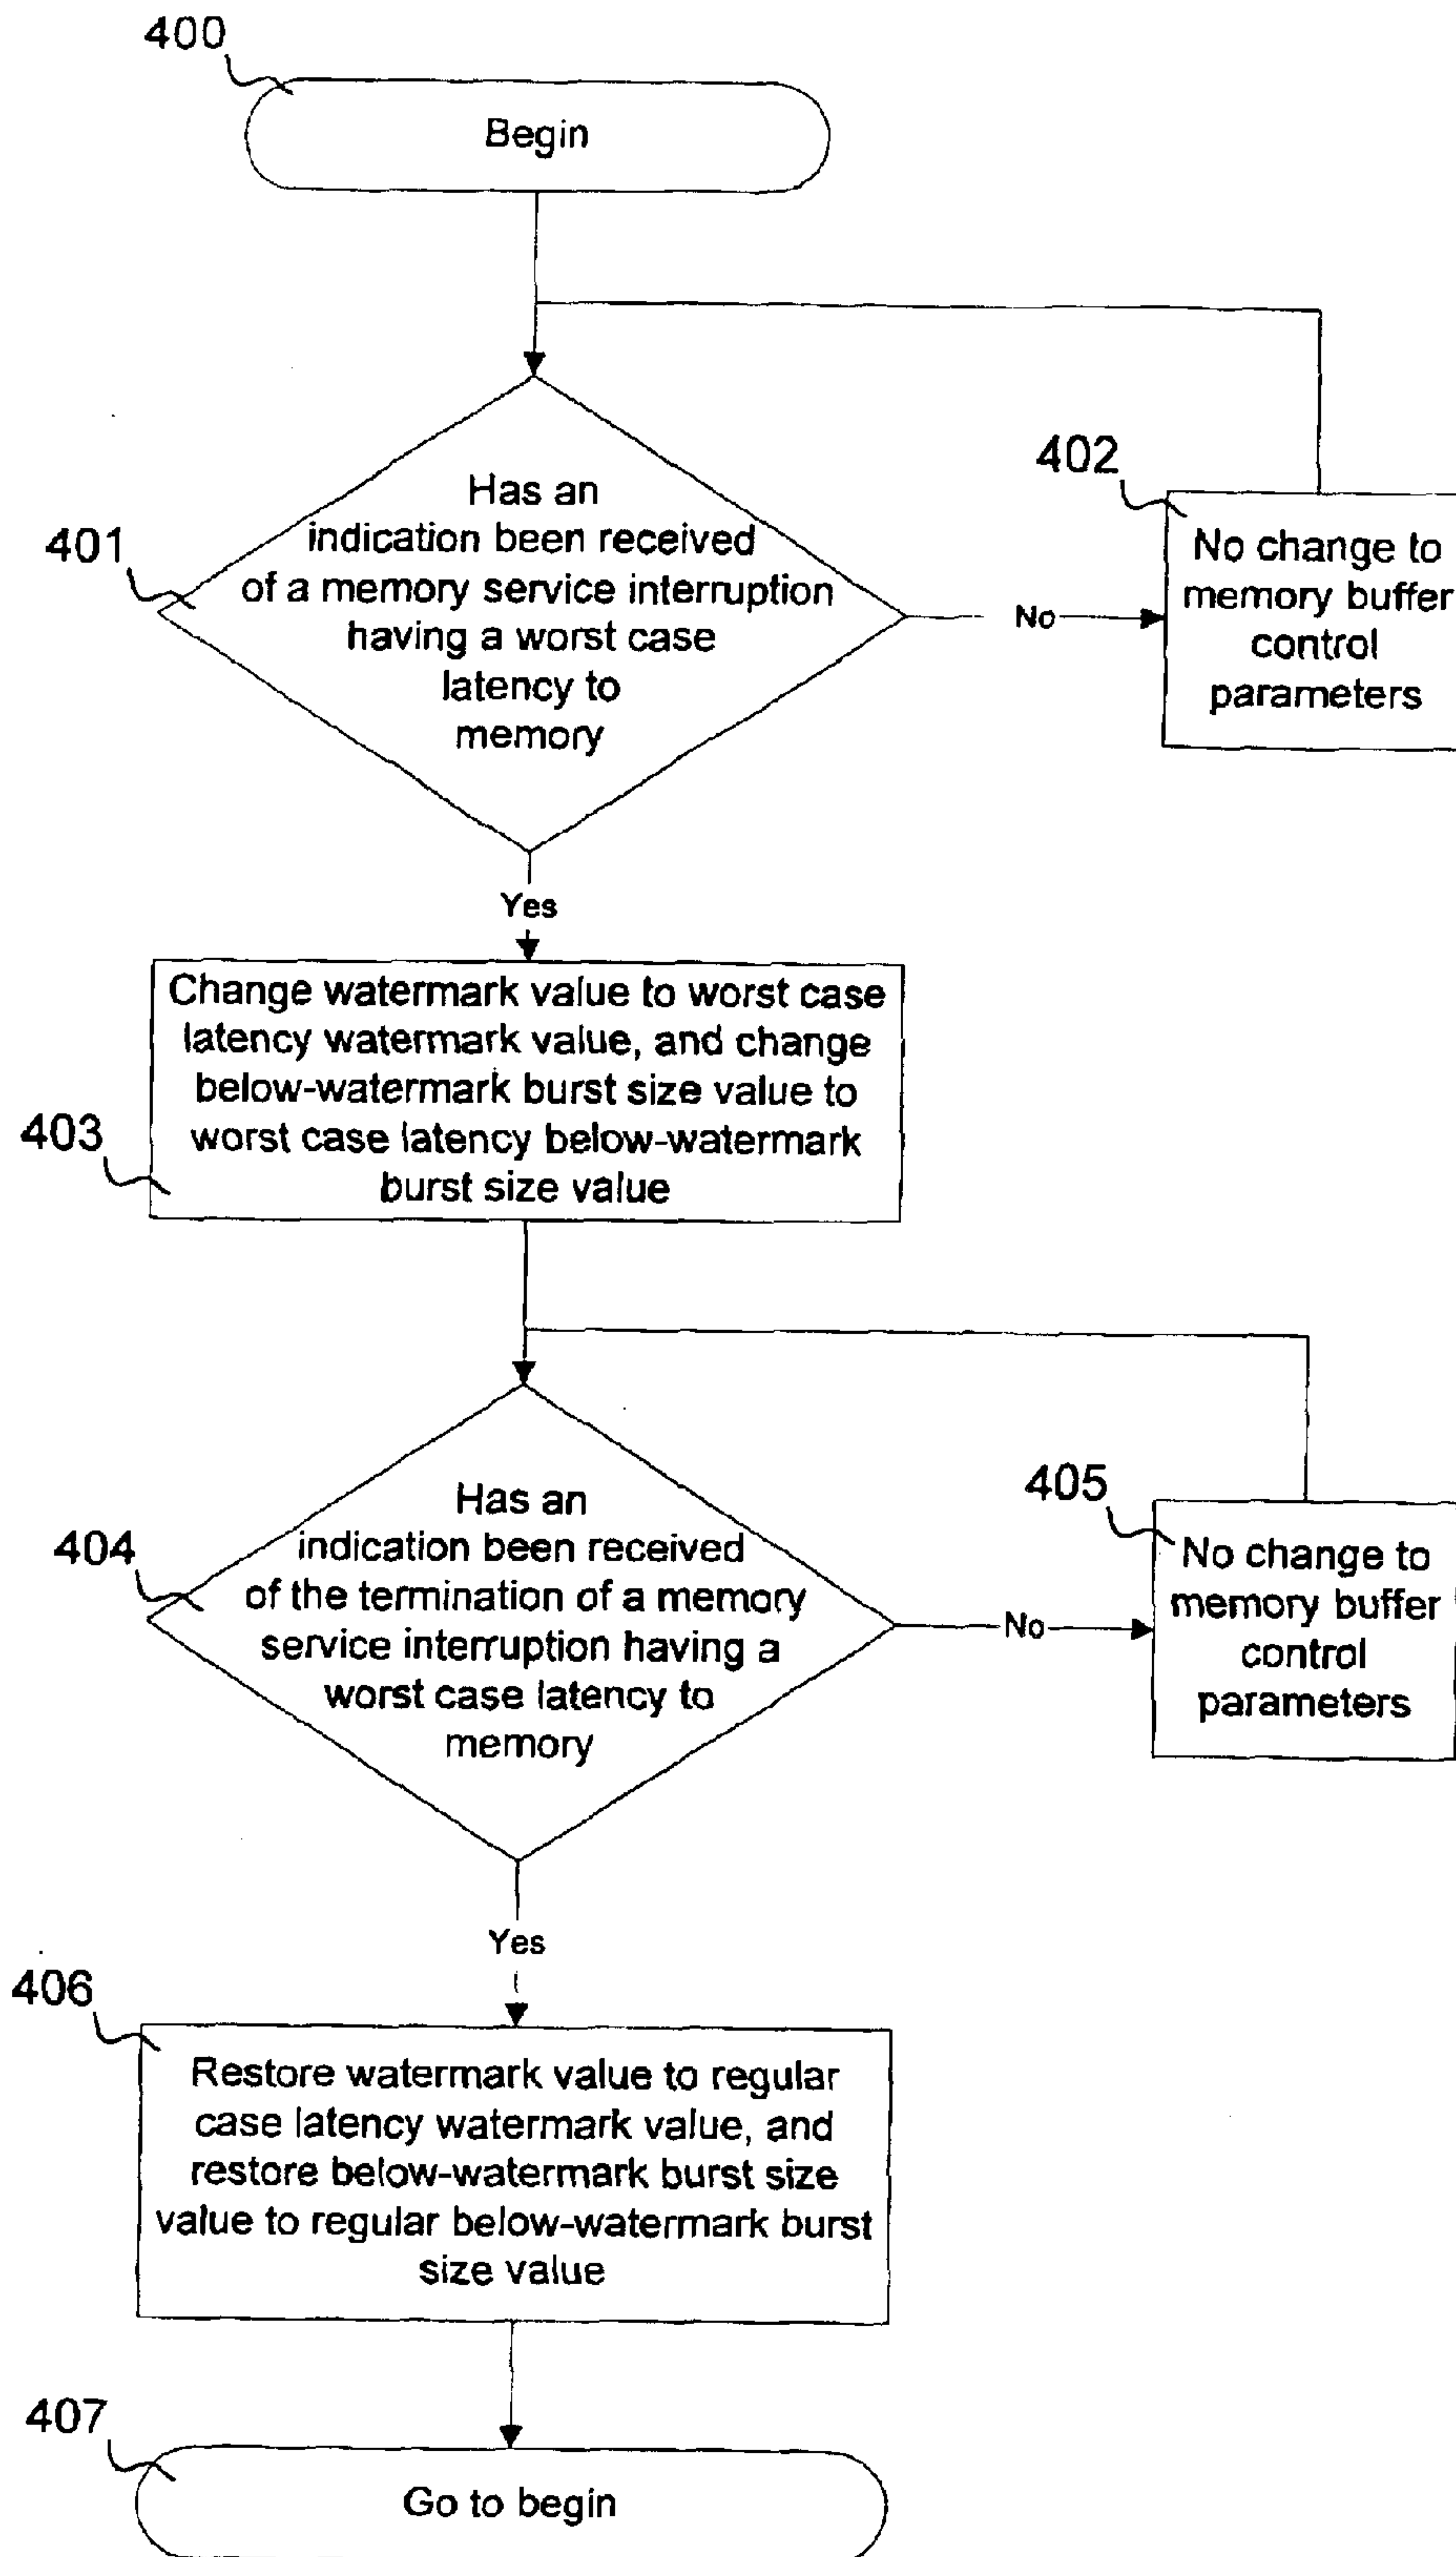 400
Begin
402
401
Has an
indication been received
of a memory service interruption
having a worst case
latency to
memory
No
No change to
memory buffer
control
parameters
Yes
403
Change watermark value to worst case
latency watermark value, and change
below-watermark burst size value to
worst case latency below-watermark
burst size value
405
404
Has an
indication been received
of the termination of a memory
service interruption having a
worst case latency to
memory
No
No change to
memory buffer
control
parameters
Yes
406
Restore watermark value to regular
case latency watermark value, and
restore below-watermark burst size
value to regular below-watermark burst
size value
407
Go to begin